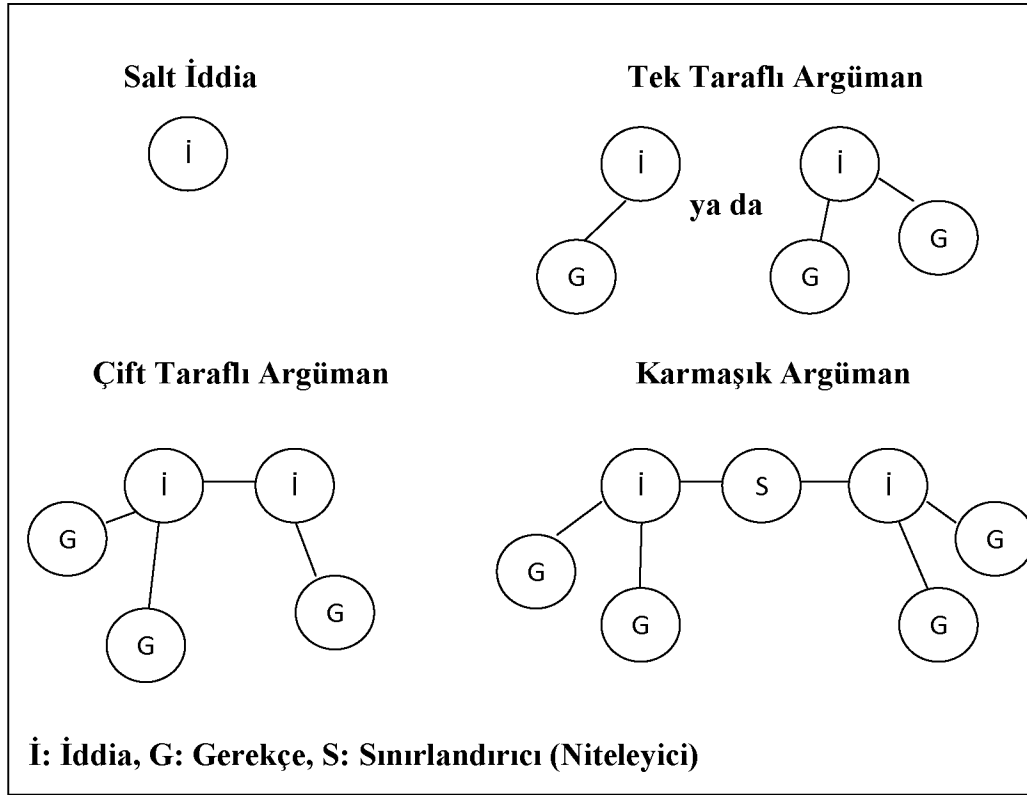 Salt İddia
İ
Tek Taraflı Argüman
İ
G
ya da
İ
G
G
Çift Taraflı Argüman
İ
İ
G
G
G
Karmaşık Argüman
İ
S
İ
G
G
G
G
İ: İddia, G: Gerekçe, S: Sınırlandırıcı (Niteleyici)